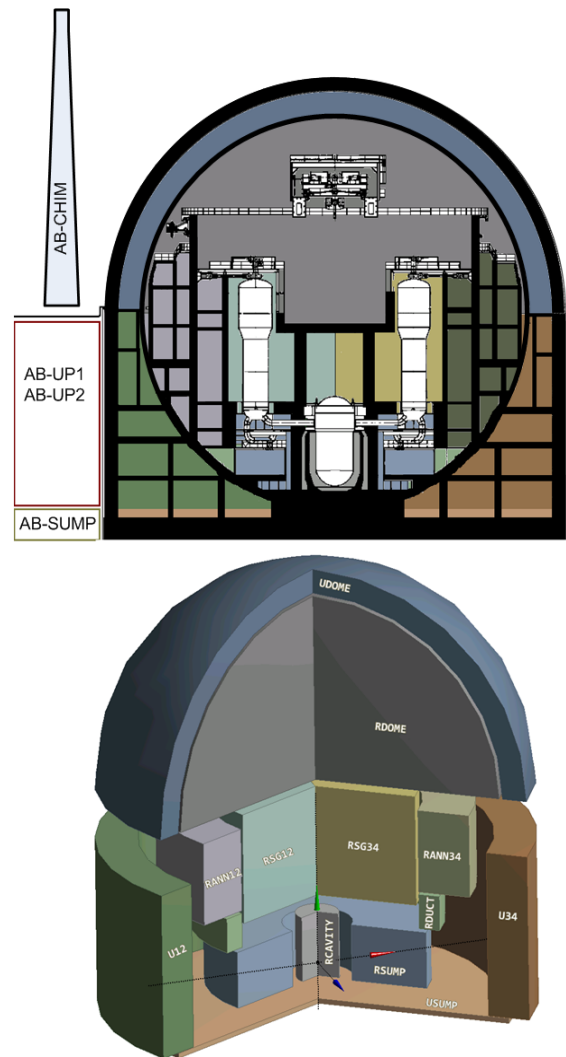 AB-CHIM
AB-UP1
AB-UP2
AB-SUMP
UDOME
RDOME
RSG12
RSG34
RANN12
RANN34
U12
RCAVITY
RDUCT
U34
RSUMP
USUMP